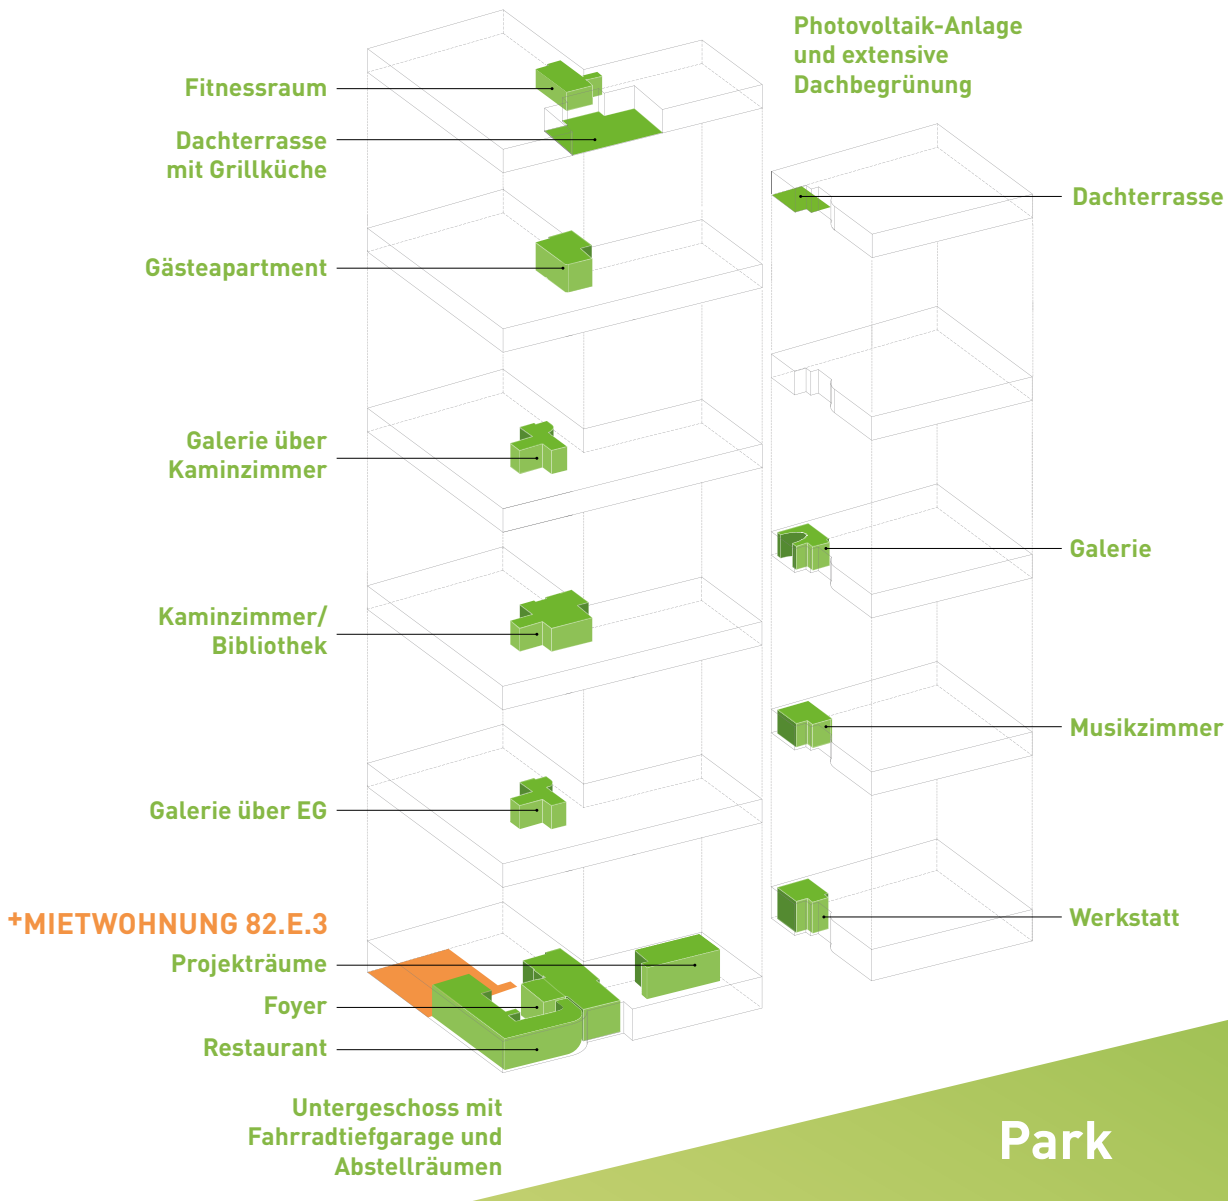 Photovoltaik-Anlage
und extensive
Dachbegrünung
Fitnessraum
Dachterrasse
mit Grillküche
Dachterrasse
Gästeapartment
Galerie über
Kaminzimmer
Galerie
Kaminzimmer/
Bibliothek
Musikzimmer
Galerie über EG
Werkstatt
+MIETWOHNUNG 82.E.3
Projekträume
Foyer
Restaurant
Untergeschoss mit
Fahrradtiefgarage und
Abstellräumen
Park